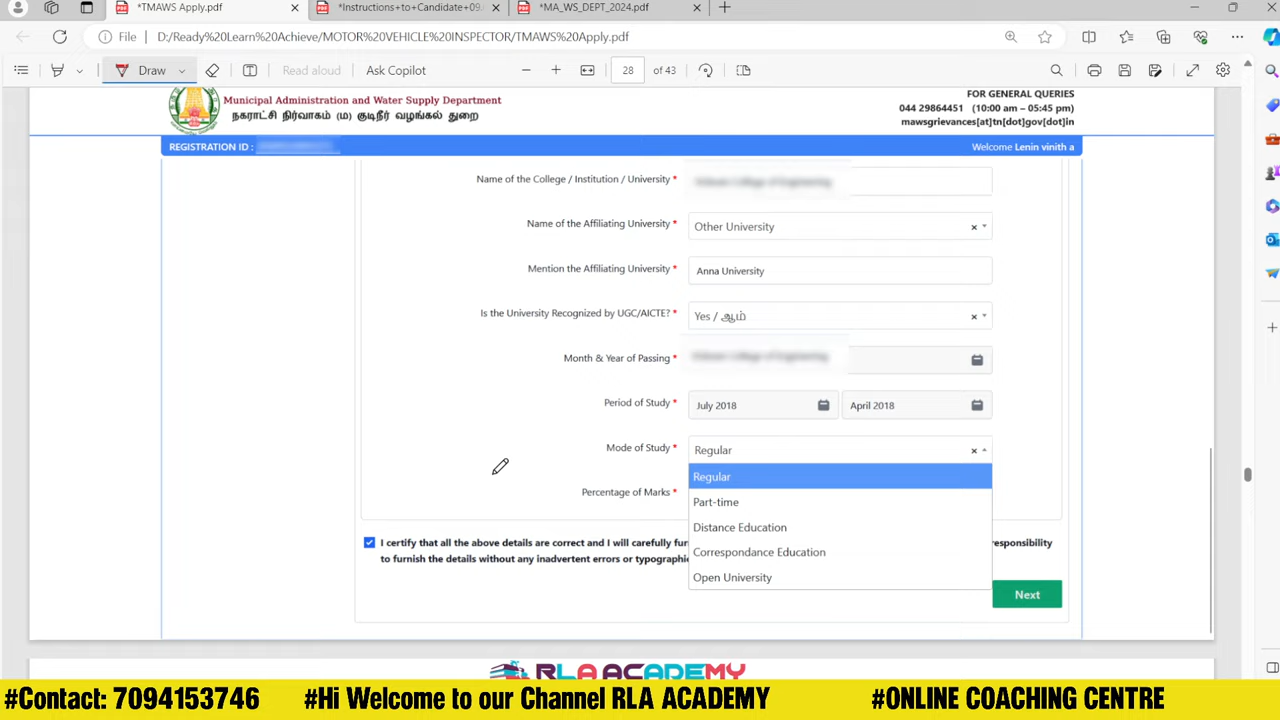 *TMAWS Apply.pdf
*Instructions+to+Candidate+09.
*MA_WS_DEPT_2024.pdf
File
D:/Ready%20Learn%20Achieve/MOTOR%20VEHICLE%20INSPECTOR/TMAWS%20Apply.pdf
Draw
Read aloud
Ask Copilot
28 of 43
Municipal Administration and Water Supply Department
நகராட்சி நிர்வாகம் (ம) குடிநீர் வழங்கல் துறை
FOR GENERAL QUERIES
044 29864451 (10:00 am – 05:45 pm)
mawsgrievances[at]tn[dot]gov[dot]in
REGISTRATION ID :
Welcome Lenin vinith a
Name of the College / Institution / University *
Name of the Affiliating University * Other University
Mention the Affiliating University * Anna University
Is the University Recognized by UGC/AICTE? * Yes / ஆம்
Month & Year of Passing *
Period of Study * July 2018 April 2018
Mode of Study * Regular
Regular
Percentage of Marks *
Part-time
Distance Education
Correspondance Education
Open University
I certify that all the above details are correct and I will carefully fur
responsibility
to furnish the details without any inadvertent errors or typographic
Next
RLA ACADEMY
#Contact: 7094153746 #Hi Welcome to our Channel RLA ACADEMY #ONLINE COACHING CENTRE